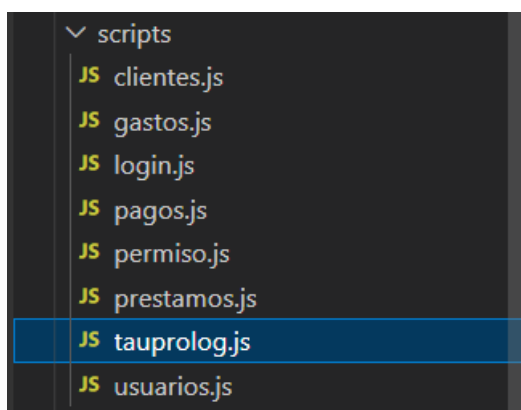 scripts
JS clientes.js
JS gastos.js
JS login.js
JS pagos.js
JS permiso.js
JS prestamos.js
JS tauprolog.js
JS usuarios.js